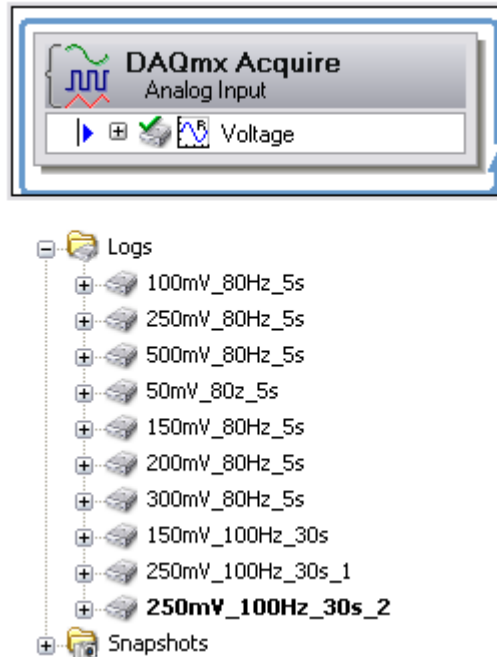 DAQmx Acquire
Analog Input
Voltage
Logs
100mV_80Hz_5s
250mV_80Hz_5s
500mV_80Hz_5s
50mV_80z_5s
150mV_80Hz_5s
200mV_80Hz_5s
300mV_80Hz_5s
150mV_100Hz_30s
250mV_100Hz_30s_1
250mV_100Hz_30s_2
Snapshots